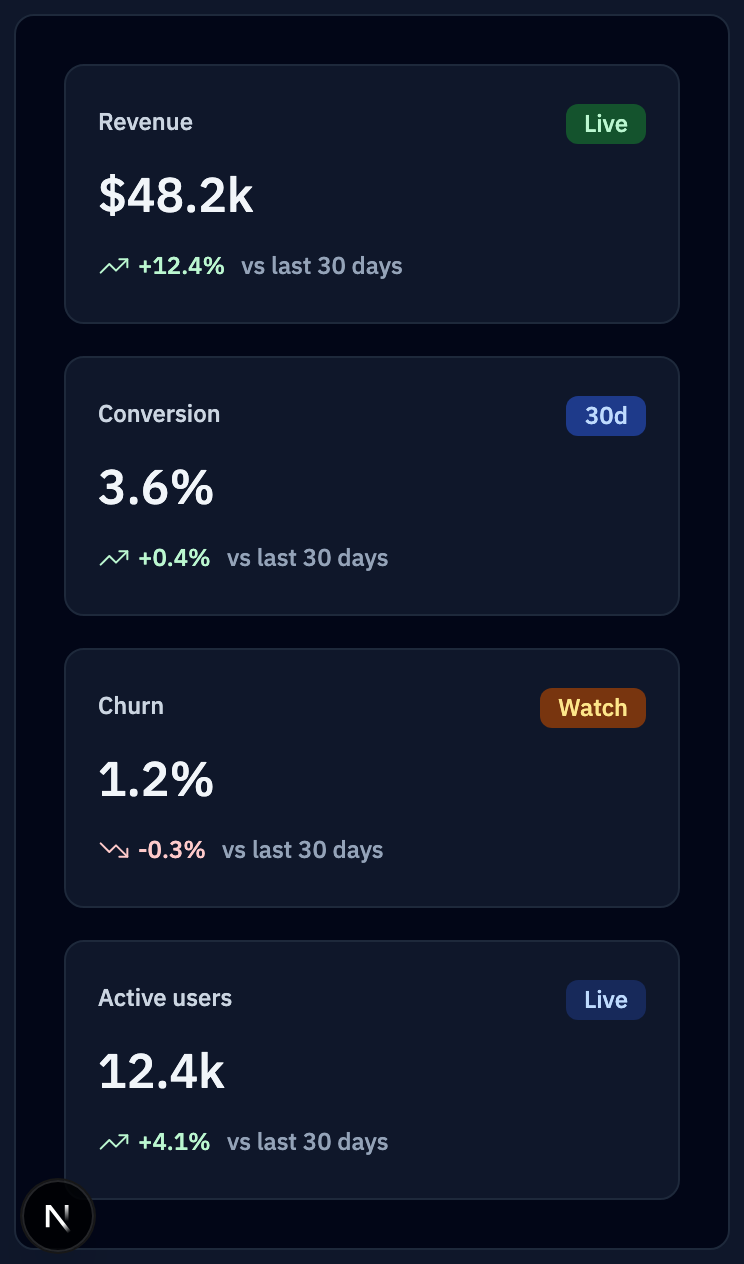 Revenue
Live
$48.2k
+12.4% vs last 30 days
Conversion
30d
3.6%
+0.4% vs last 30 days
Churn
Watch
1.2%
-0.3% vs last 30 days
Active users
Live
12.4k
+4.1% vs last 30 days
N